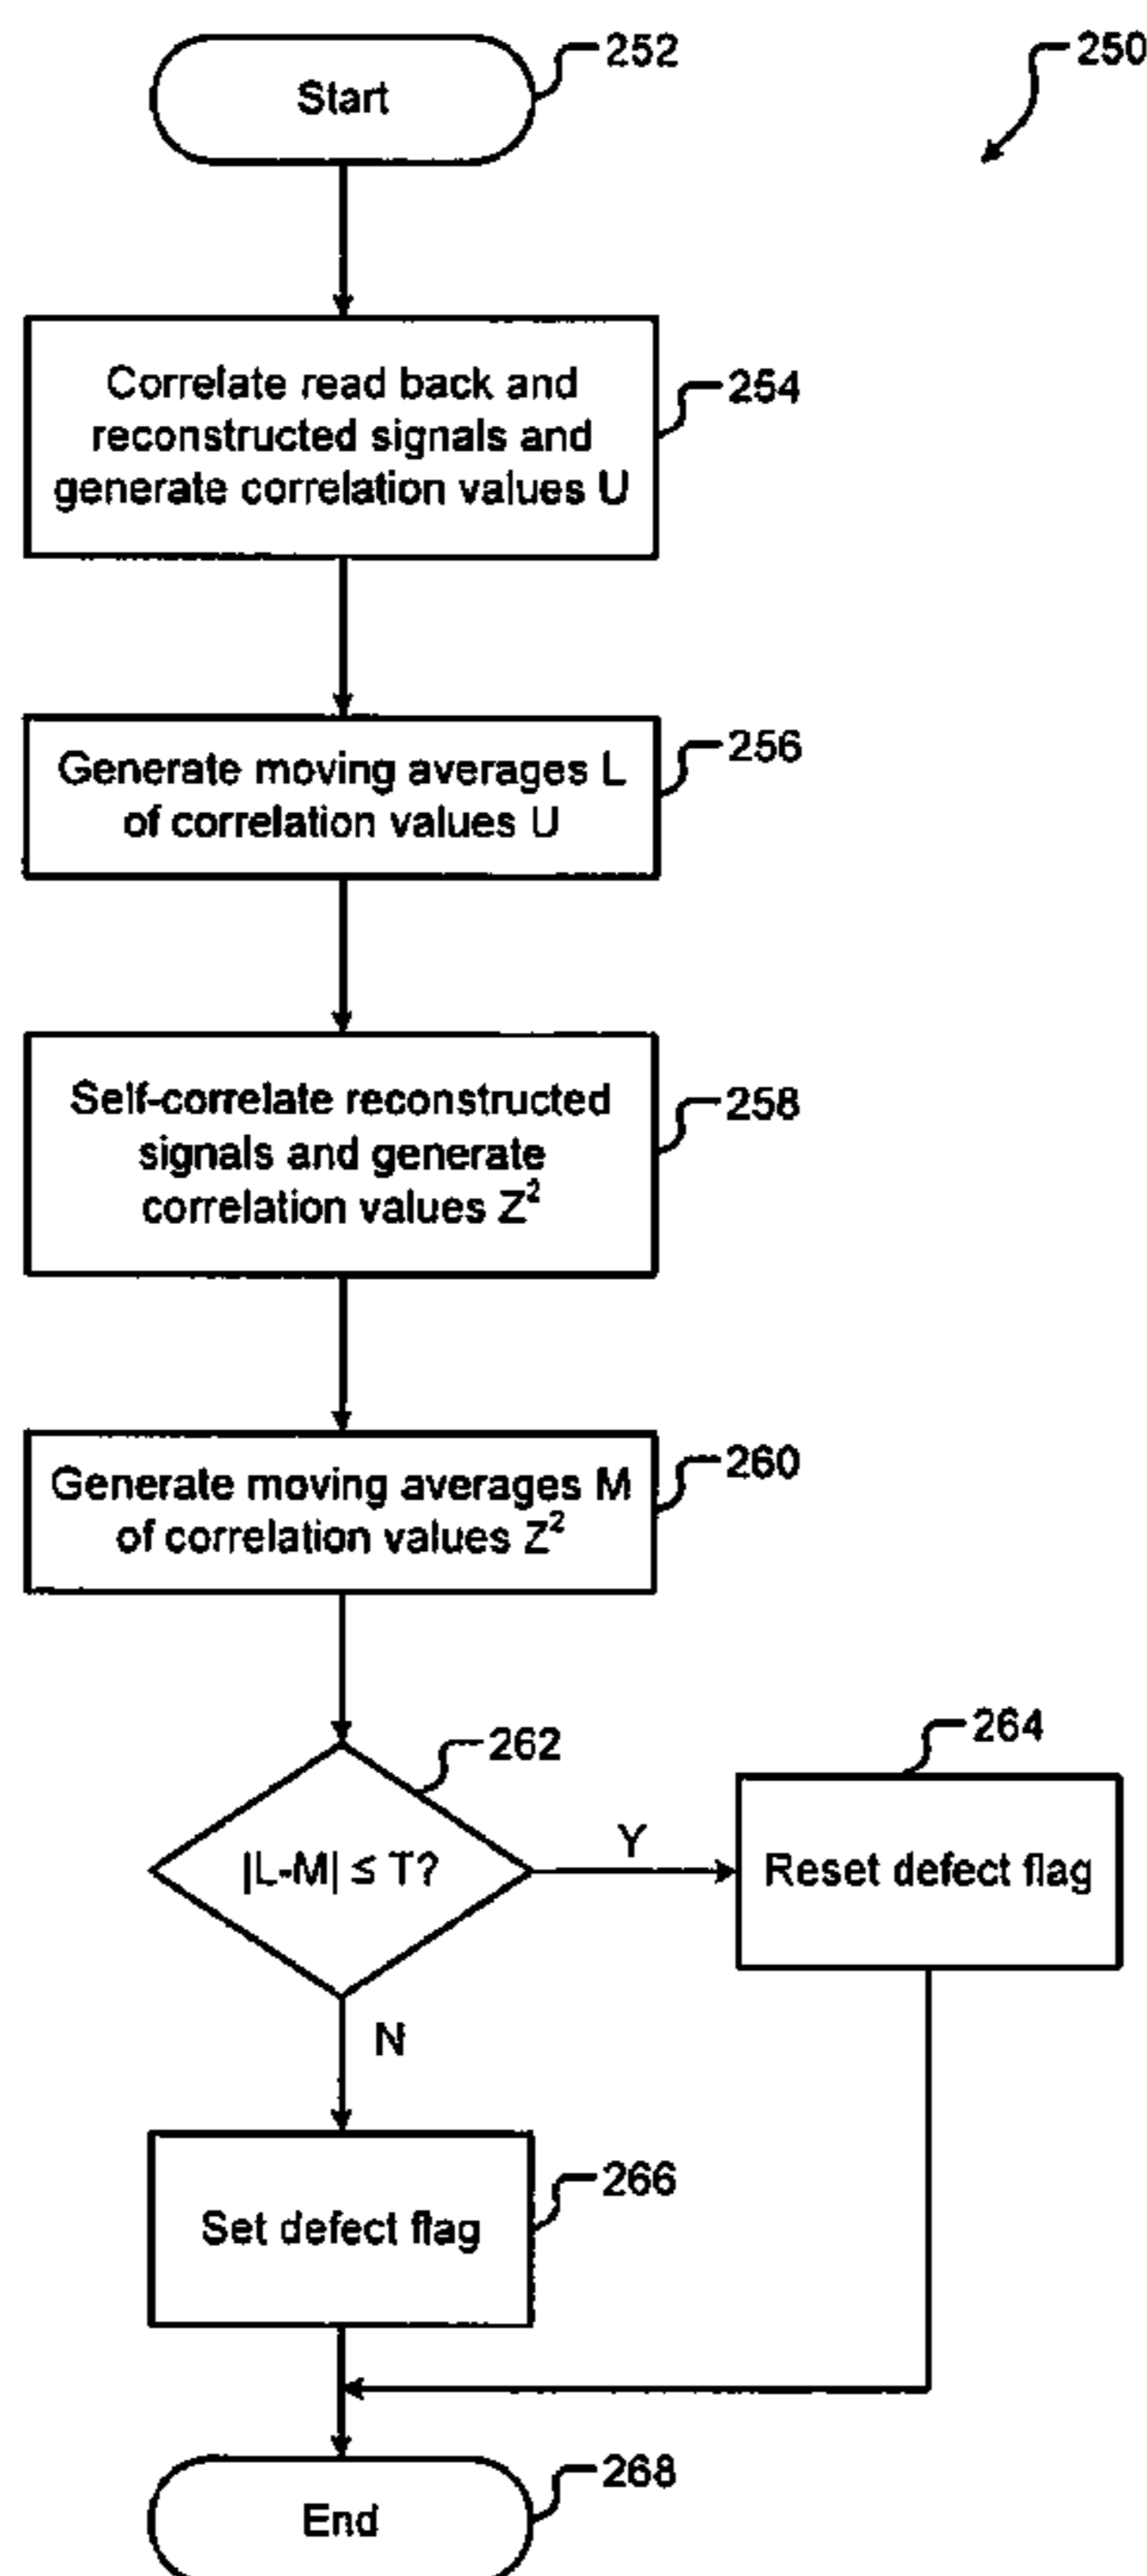 Start
252
250
Correlate read back and
reconstructed signals and
generate correlation values U
254
Generate moving averages L
of correlation values U
256
Self-correlate reconstructed
signals and generate
correlation values Z²
258
Generate moving averages M
of correlation values Z²
260
262
|L-M| ≤ T?
Y
264
Reset defect flag
N
Set defect flag
266
End
268